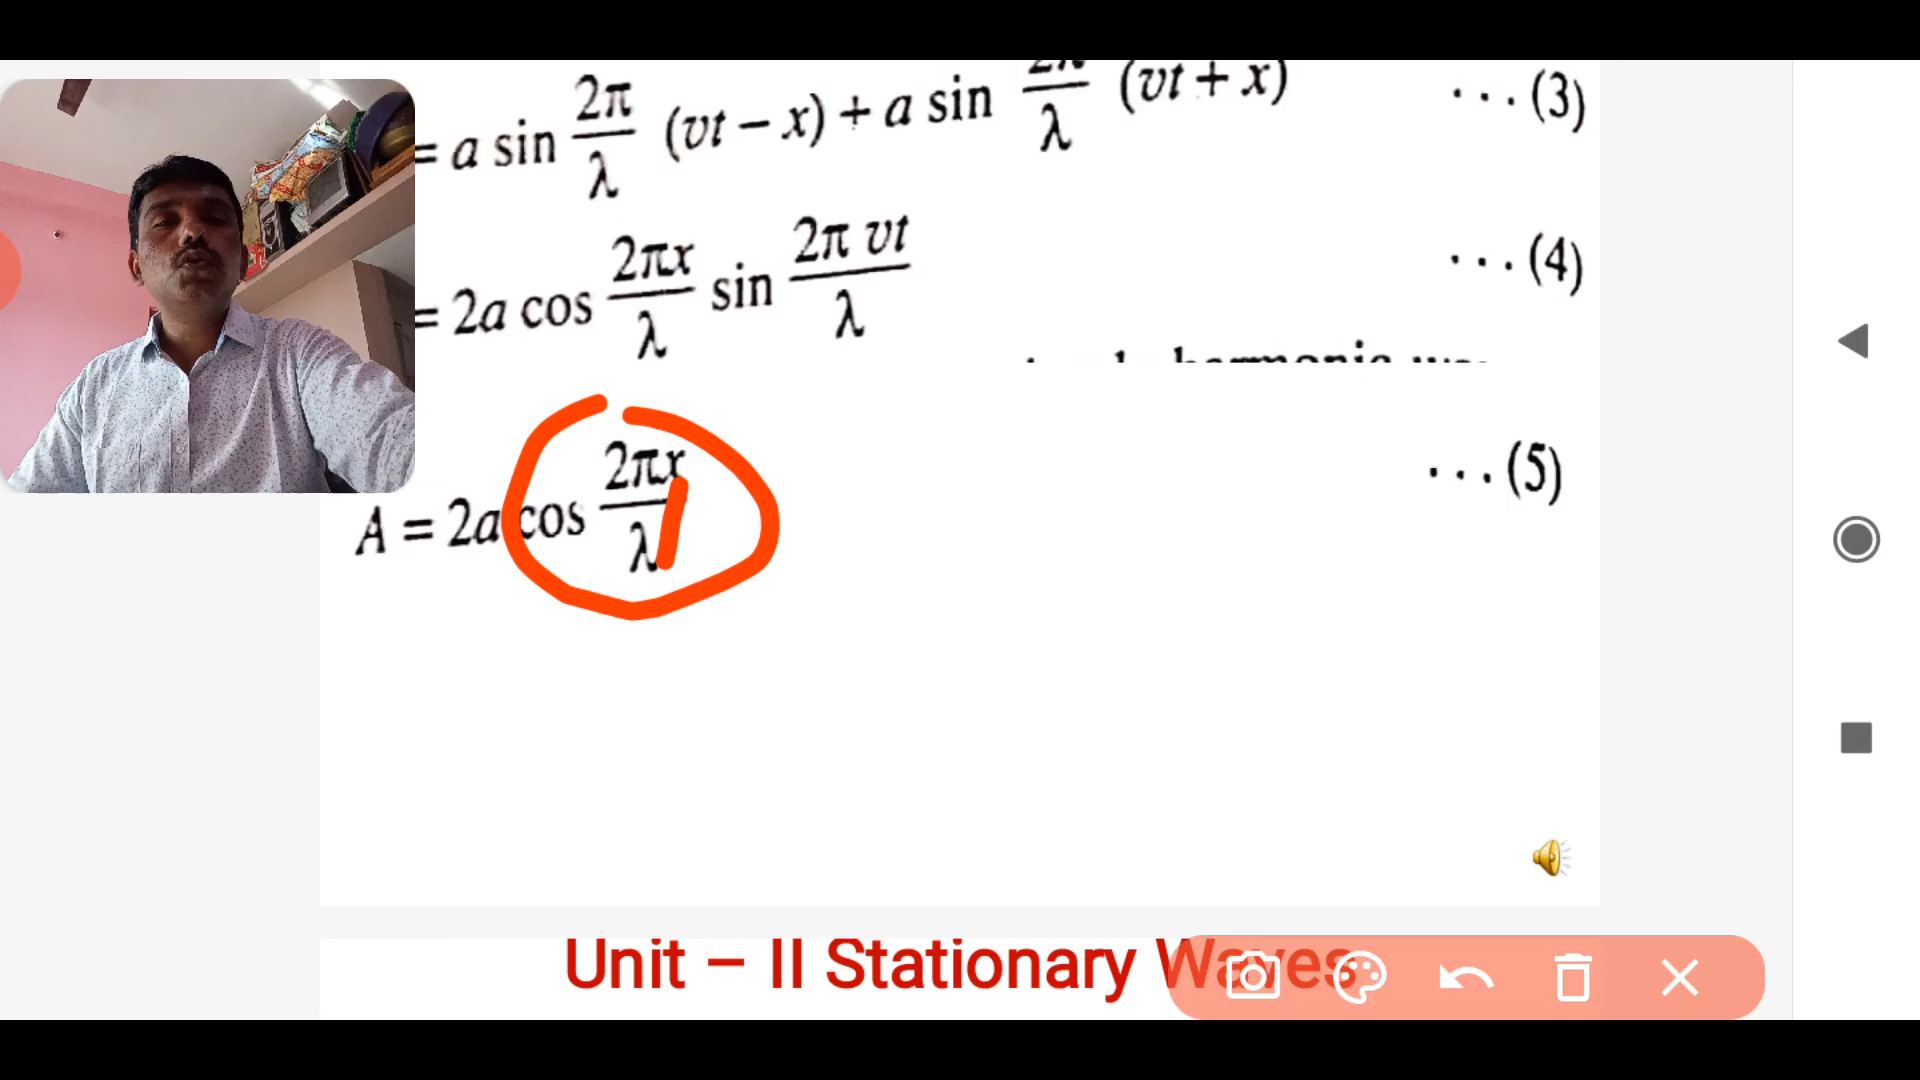 = a sin 2π/λ (vt – x) + a sin 2π/λ (vt + x) ...(3)
= 2a cos 2πx/λ sin 2π vt/λ ...(4)
harmonic
A = 2a cos 2πx/λ ...(5)
Unit – II Stationary Waves